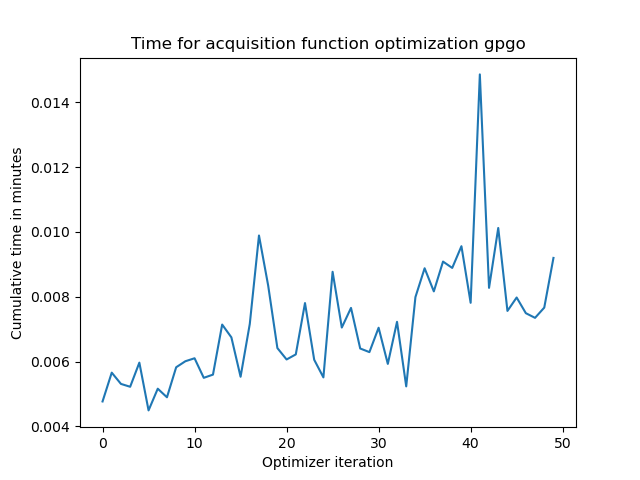 Time for acquisition function optimization gpgo
Cumulative time in minutes
0.014
0.012
0.010
0.008
0.006
0.004
0 10 20 30 40 50
Optimizer iteration